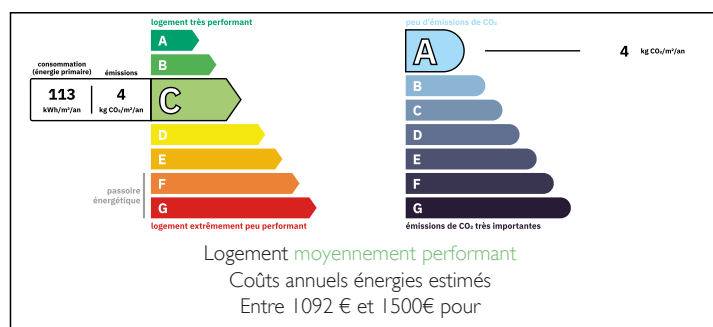 logement très performant
A
B
consommation
(énergie primaire)
émissions
113
kWh/m²/an
4
kg CO₂/m²/an
C
D
E
F
G
passoire
énergétique
logement extrêmement peu performant
peu d'émissions de CO₂
A
4 kg CO₂/m²/an
B
C
D
E
F
G
émissions de CO₂ très importantes
Logement moyennement performant
Coûts annuels énergies estimés
Entre 1092 € et 1500€ pour